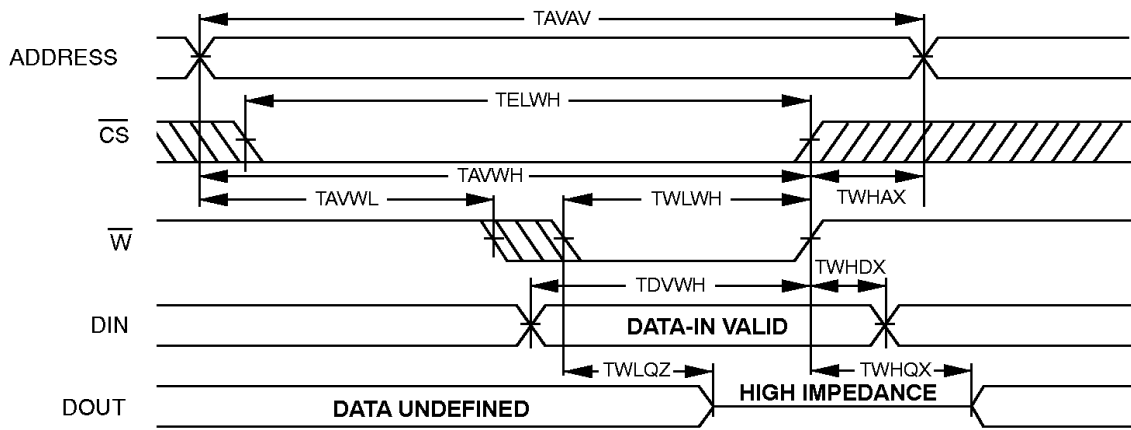 TAVAV
ADDRESS
TELWH
CS
TAVWH
TAVWL
TWLWH
TWHAX
W
TWHDX
TDVWH
DIN
DATA-IN VALID
TWLQZ
TWHQX
HIGH IMPEDANCE
DOUT
DATA UNDEFINED